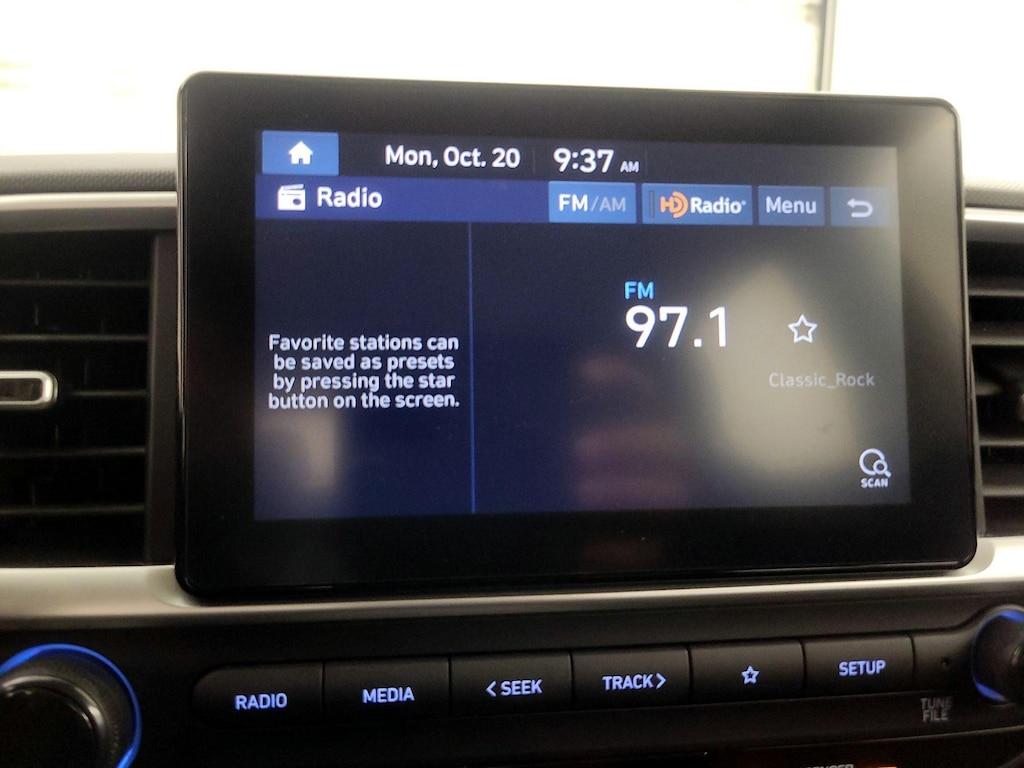 Mon, Oct. 20 9:37 AM
Radio FM/AM HD Radio Menu
FM
97.1
Classic_Rock
Favorite stations can
be saved as presets
by pressing the star
button on the screen.
SCAN
RADIO MEDIA < SEEK TRACK > SETUP
TUNE
FILE